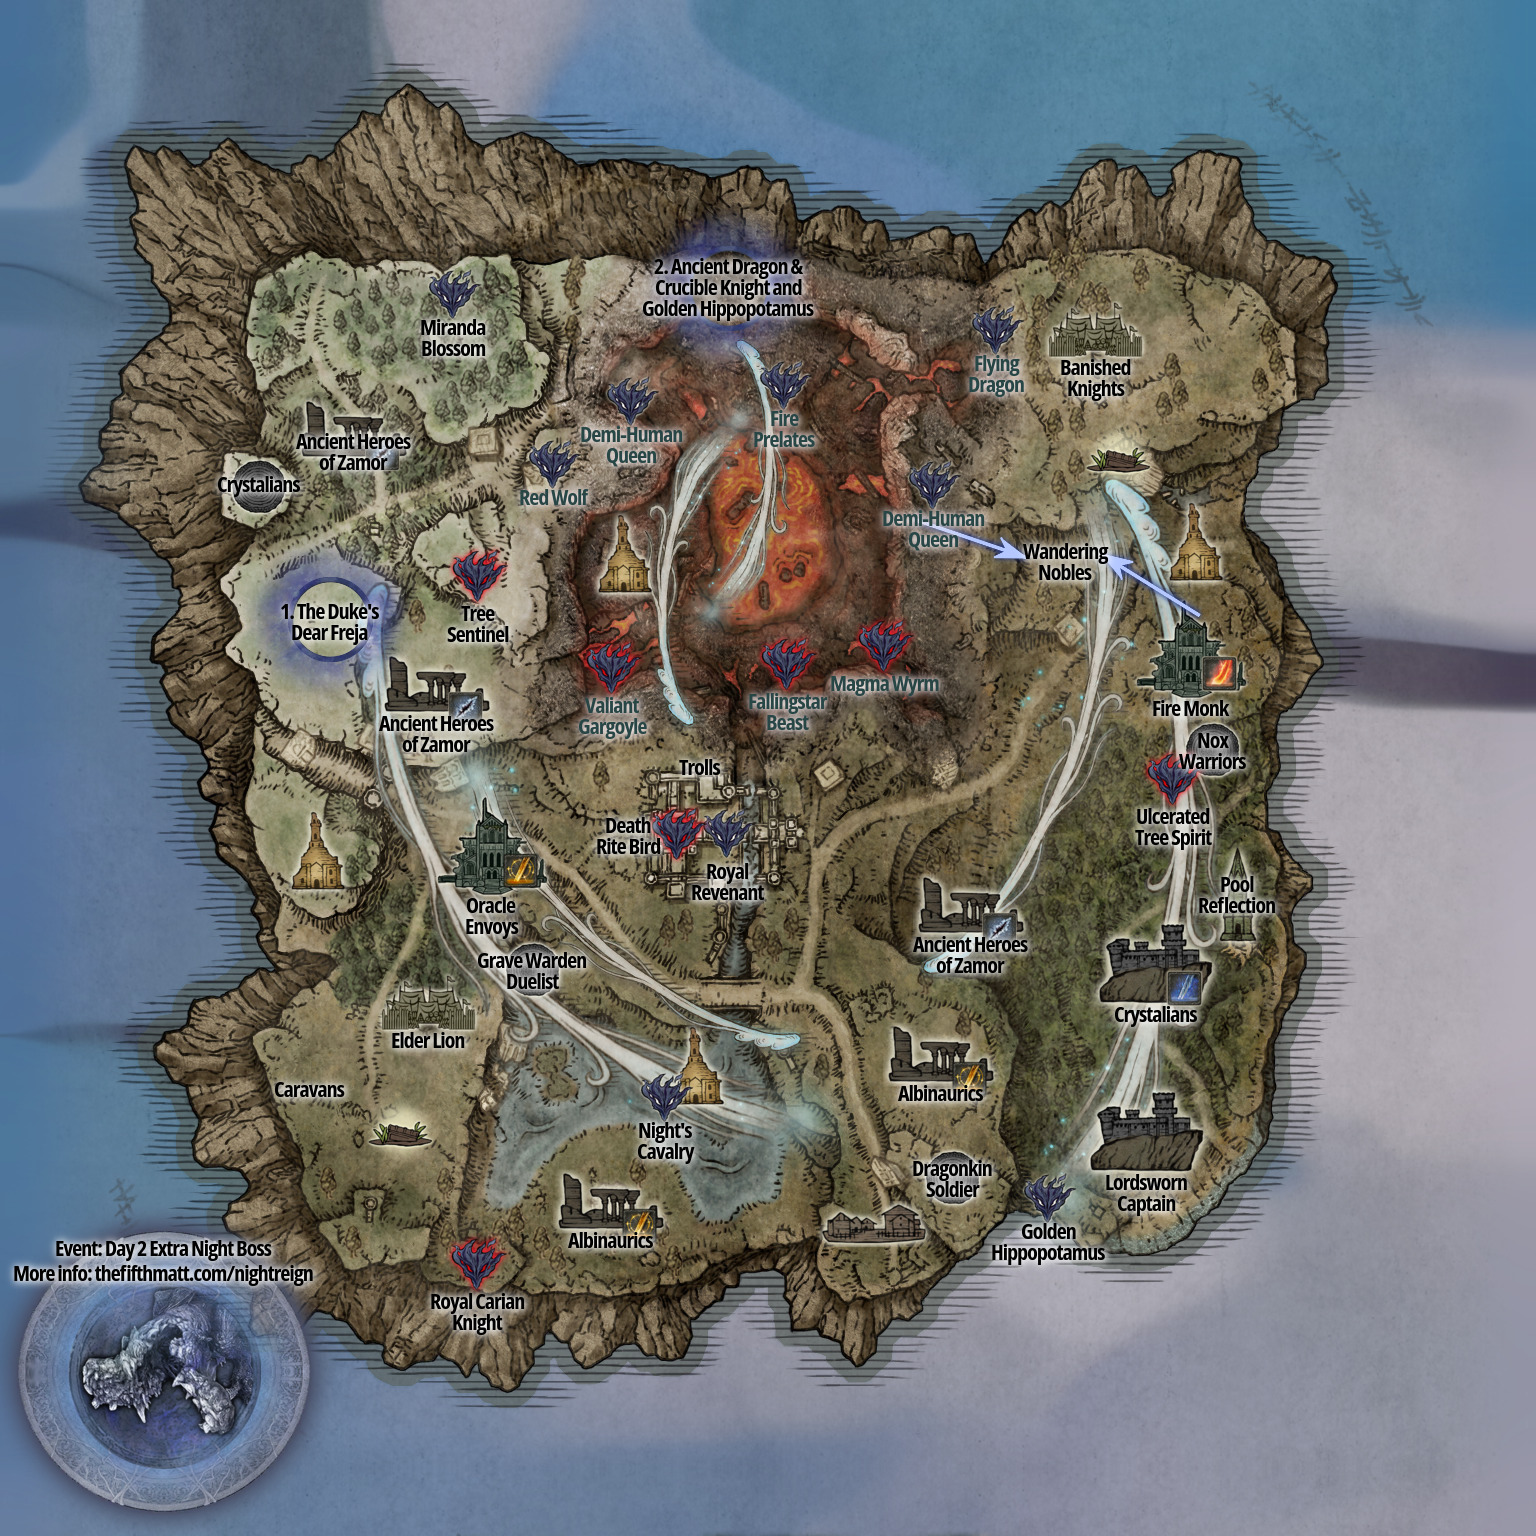 2. Ancient Dragon &
Crucible Knight and
Golden Hippopotamus
Miranda
Blossom
Flying
Dragon
Banished
Knights
Demi-Human
Queen
Fire
Prelates
Ancient Heroes
of Zamor
Crystalians
Red Wolf
Demi-Human
Queen
Wandering
Nobles
1. The Duke's
Dear Freja
Tree
Sentinel
Valiant
Gargoyle
Fallingstar
Beast
Magma Wyrm
Fire Monk
Ancient Heroes
of Zamor
Nox
Warriors
Trolls
Death
Rite Bird
Royal
Revenant
Ulcerated
Tree Spirit
Oracle
Envoys
Pool
Reflection
Grave Warden
Duelist
Ancient Heroes
of Zamor
Crystalians
Elder Lion
Caravans
Albinaurics
Night's
Cavalry
Dragonkin
Soldier
Lordsworn
Captain
Albinaurics
Golden
Hippopotamus
Event: Day 2 Extra Night Boss
More info: thefifthmatt.com/nightreign
Royal Carian
Knight